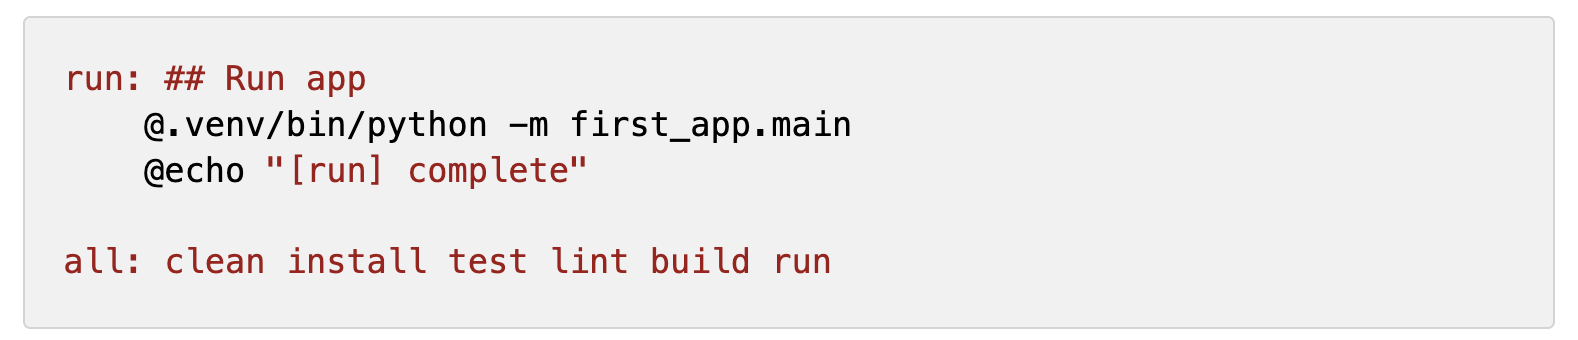 run: ## Run app
    @.venv/bin/python -m first_app.main
    @echo "[run] complete"

all: clean install test lint build run